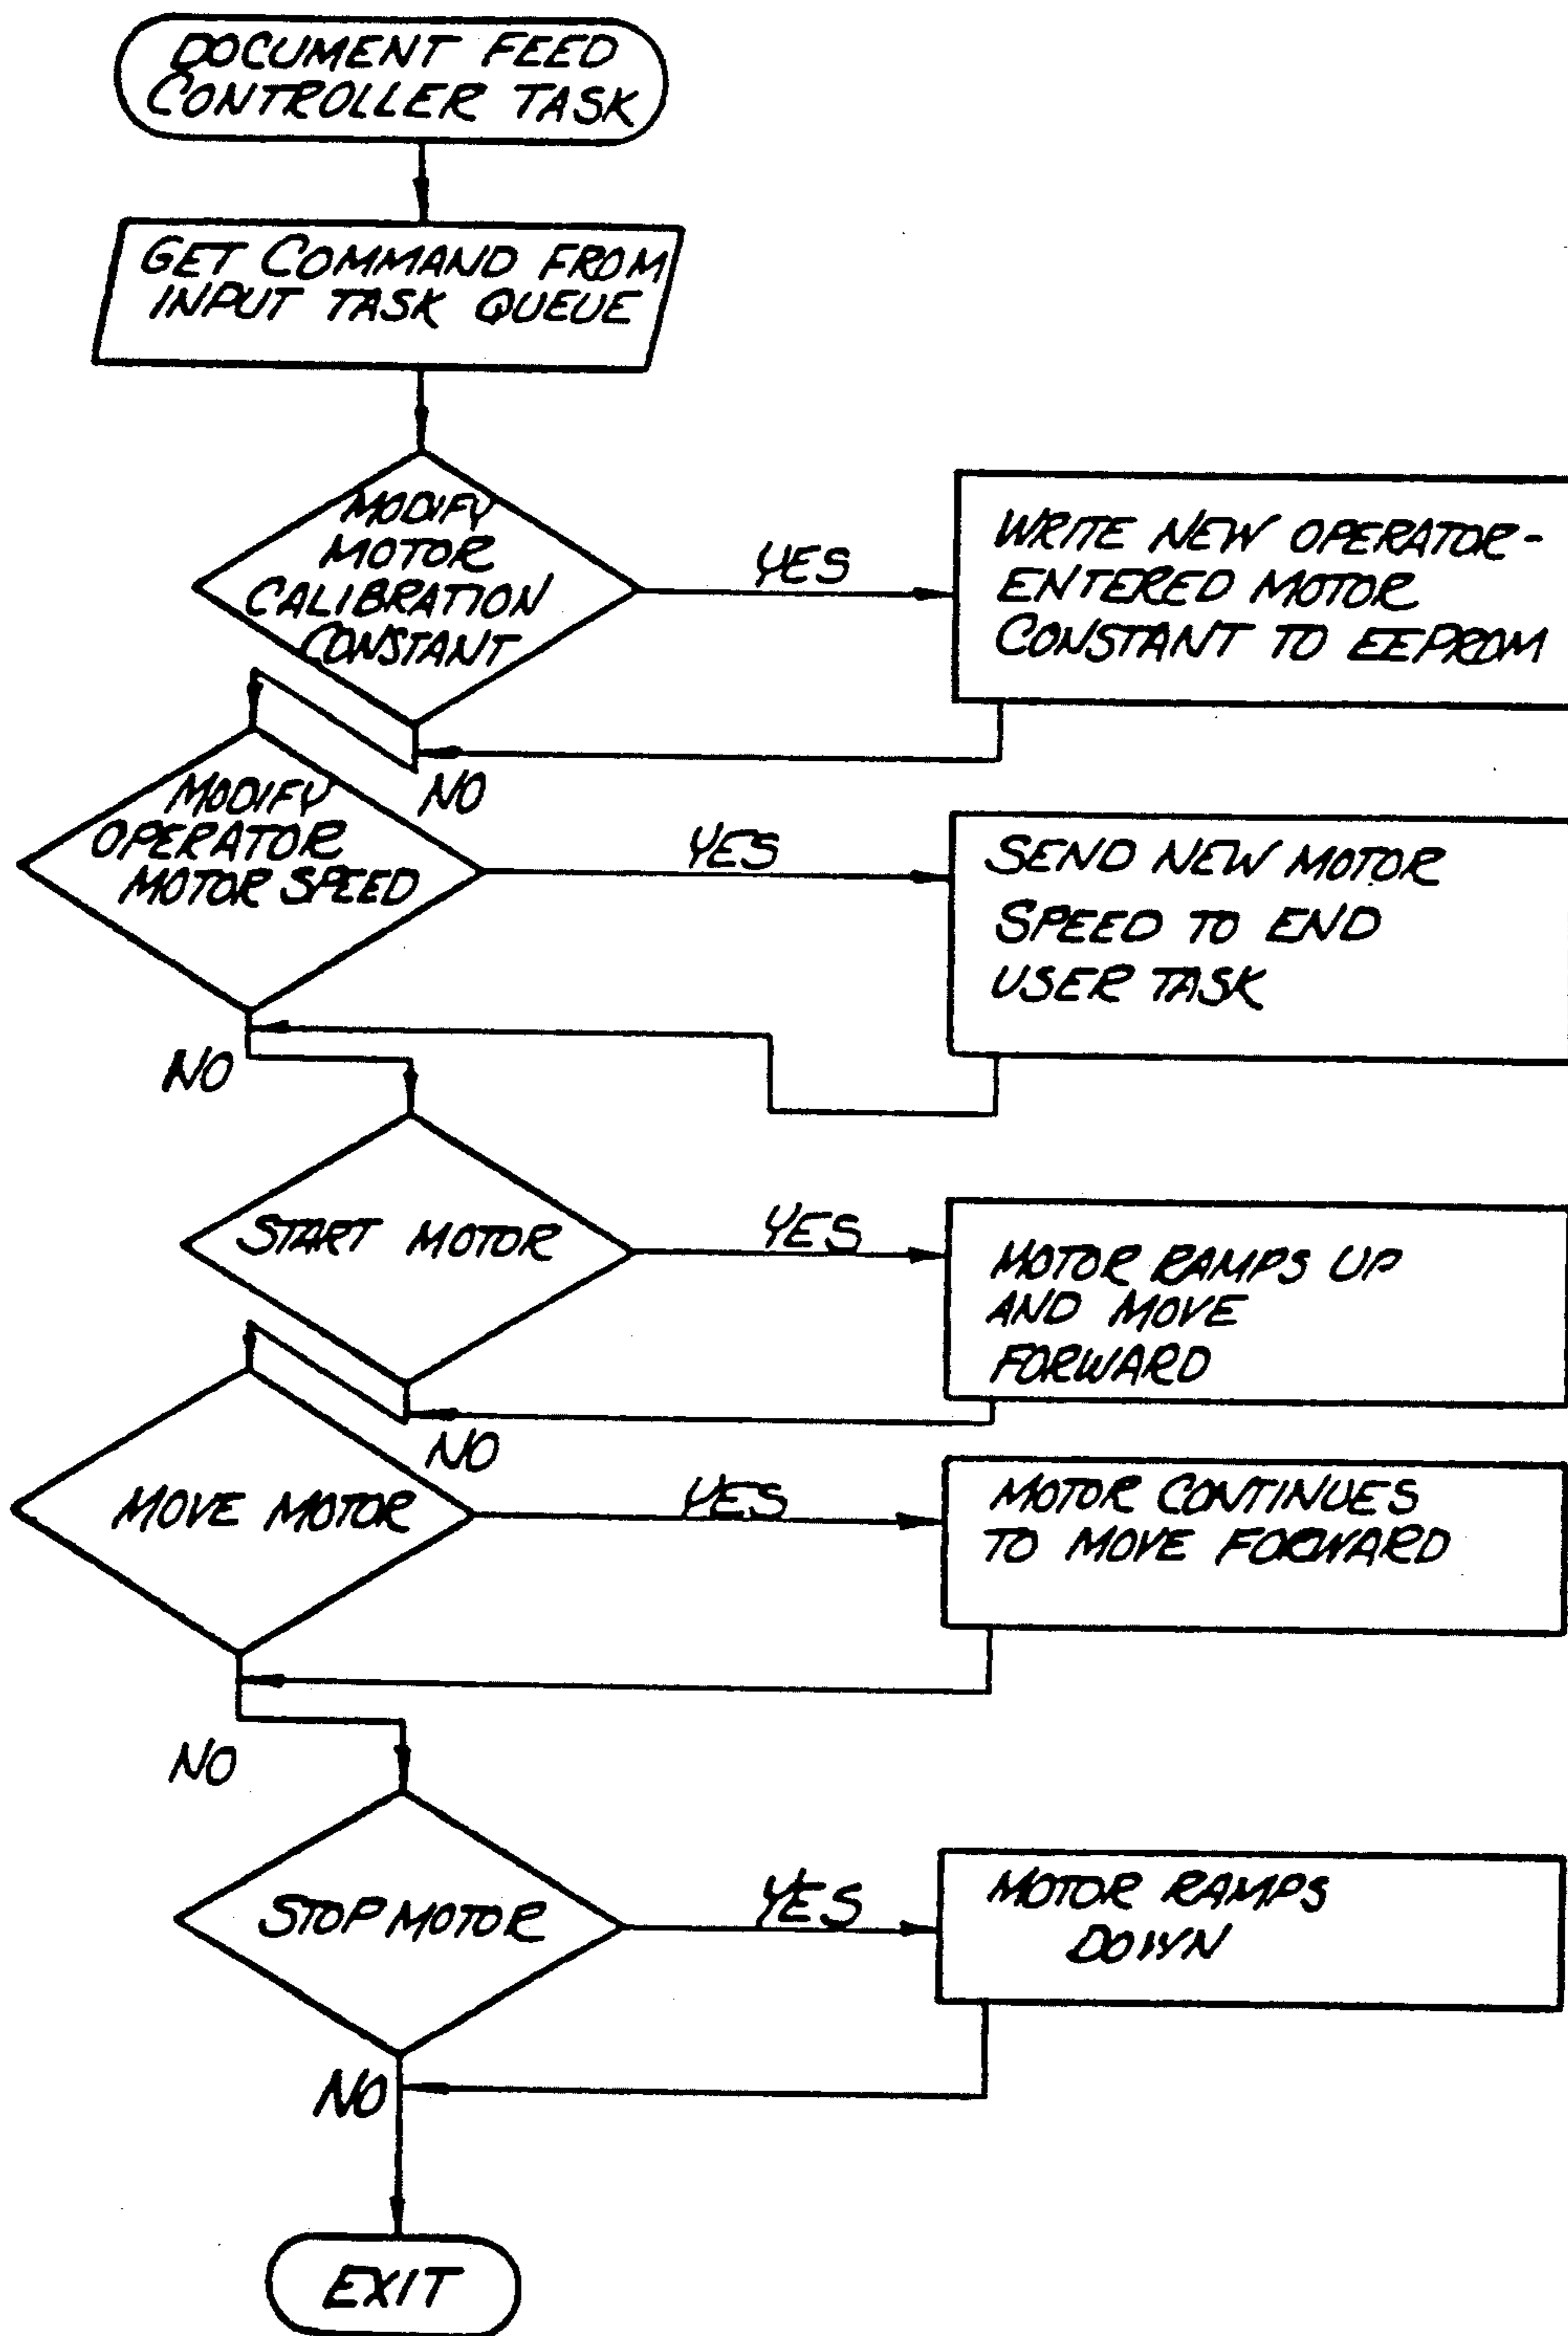 DOCUMENT FEED
CONTROLLER TASK
GET COMMAND FROM
INPUT TASK QUEUE
MODIFY
MOTOR
CALIBRATION
CONSTANT
YES
WRITE NEW OPERATOR-
ENTERED MOTOR
CONSTANT TO EEPROM
NO
MODIFY
OPERATOR
MOTOR SPEED
YES
SEND NEW MOTOR
SPEED TO END
USER TASK
NO
START MOTOR
YES
MOTOR RAMPS UP
AND MOVE
FORWARD
NO
MOVE MOTOR
YES
MOTOR CONTINUES
TO MOVE FORWARD
NO
STOP MOTOR
YES
MOTOR RAMPS
DOWN
NO
EXIT